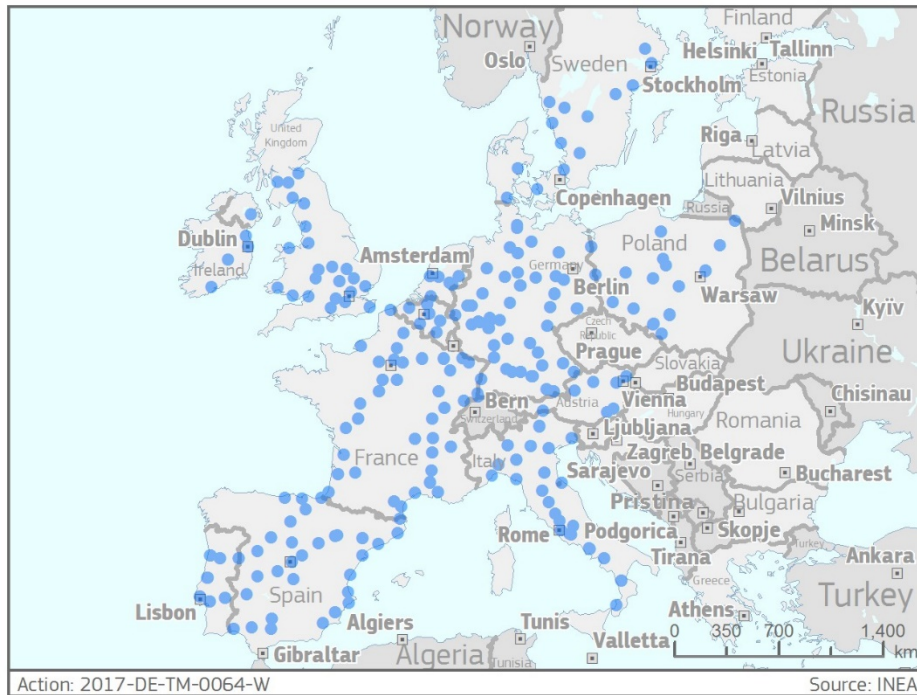 Norway
Finland
Oslo
Helsinki
Tallinn
Sweden
Estonia
Stockholm
Russia
United
Kingdom
Riga
Latvia
Lithuania
Copenhagen
Vilnius
Russia
Minsk
Dublin
Poland
Ireland
Amsterdam
Belarus
Germany
Berlin
Warsaw
Kyïv
Czech
Republic
Prague
Ukraine
Slovakia
Budapest
Chisinau
Bern
Vienna
Austria
Hungary
Switzerland
Romania
Ljubljana
Zagreb
Belgrade
France
Italy
Sarajevo
Serbia
Bucharest
Pristina
Bulgaria
Rome
Podgorica
Skopje
Turkey
Tirana
Ankara
Greece
Lisbon
Spain
Turkey
Algiers
Tunis
Athens
0 350 700 1,400
km
Gibraltar
Algeria
Tunisia
Valletta
Action: 2017-DE-TM-0064-W
Source: INEA